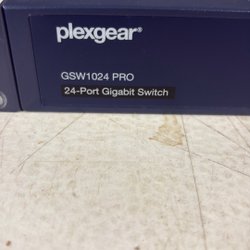 plexgear®
GSW1024 PRO
24-Port Gigabit Switch